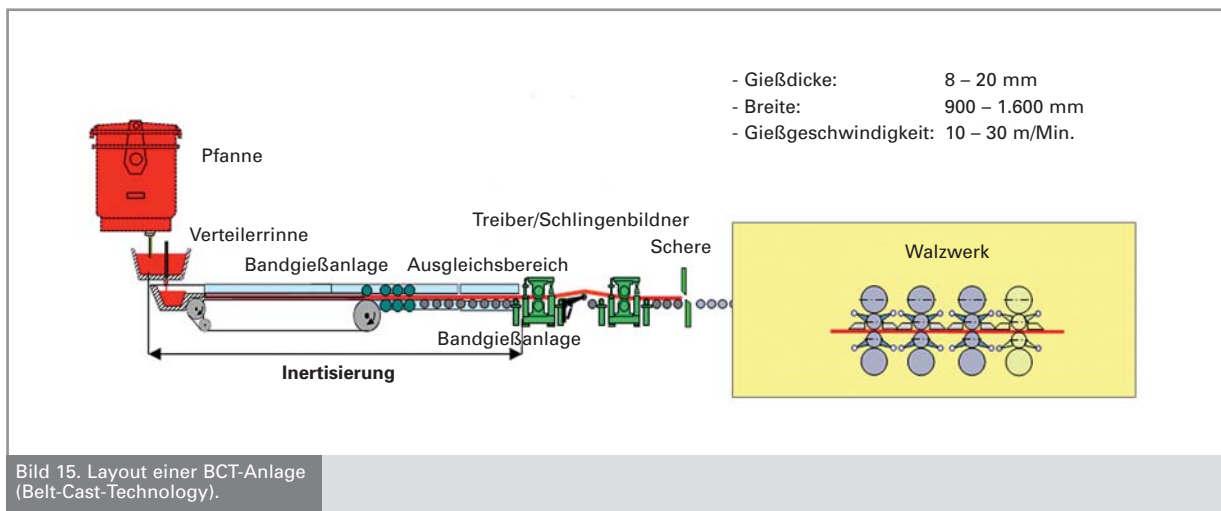 - Gießdicke: 8 – 20 mm
- Breite: 900 – 1.600 mm
- Gießgeschwindigkeit: 10 – 30 m/Min.
Pfanne
Verteilerrinne
Bandgießanlage
Ausgleichsbereich
Treiber/Schlingenbildner
Schere
Walzwerk
Bandgießanlage
Inertisierung
Bild 15. Layout einer BCT-Anlage
(Belt-Cast-Technology).